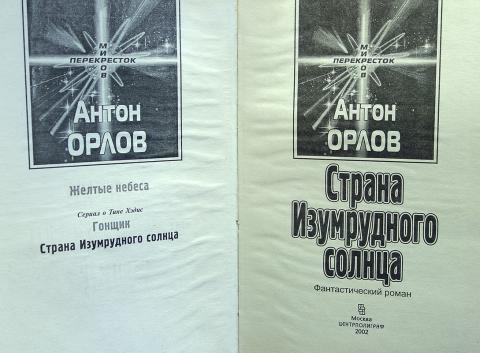 МИРОВ
ПЕРЕКРЕСТОК
АНТОН
ОРЛОВ
Желтые небеса
Сериал о Тине Хэдис
Гонщик
Страна Изумрудного солнца
МИРОВ
ПЕРЕКРЕСТОК
АНТОН
ОРЛОВ
Страна
Изумрудного
солнца
Фантастический роман
Москва
ЦЕНТРПОЛИГРАФ
2002